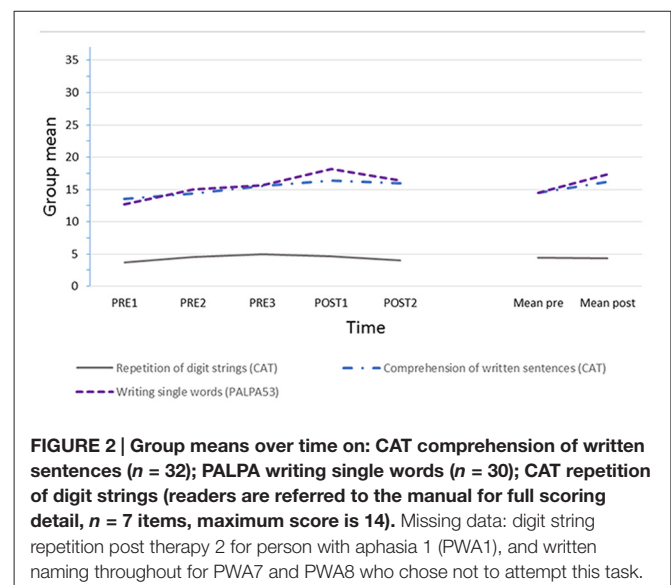 35
30
25
20
15
10
5
0
Group mean
PRE1 PRE2 PRE3 POST1 POST2 Mean pre Mean post
Time
Repetition of digit strings (CAT) Comprehension of written sentences (CAT)
Writing single words (PALPA53)
FIGURE 2 | Group means over time on: CAT comprehension of written
sentences (n = 32); PALPA writing single words (n = 30); CAT repetition
of digit strings (readers are referred to the manual for full scoring
detail, n = 7 items, maximum score is 14). Missing data: digit string
repetition post therapy 2 for person with aphasia 1 (PWA1), and written
naming throughout for PWA7 and PWA8 who chose not to attempt this task.